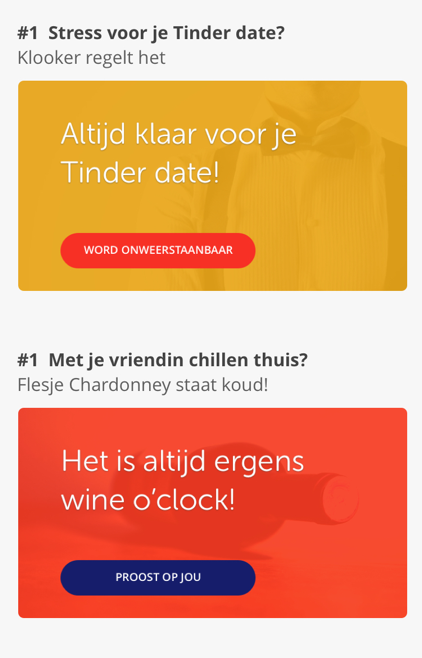 #1 Stress voor je Tinder date?
Klooker regelt het
Altijd klaar voor je
Tinder date!
WORD ONWEERSTAANBAAR
#1 Met je vriendin chillen thuis?
Flesje Chardonney staat koud!
Het is altijd ergens
wine o’clock!
PROOST OP JOU